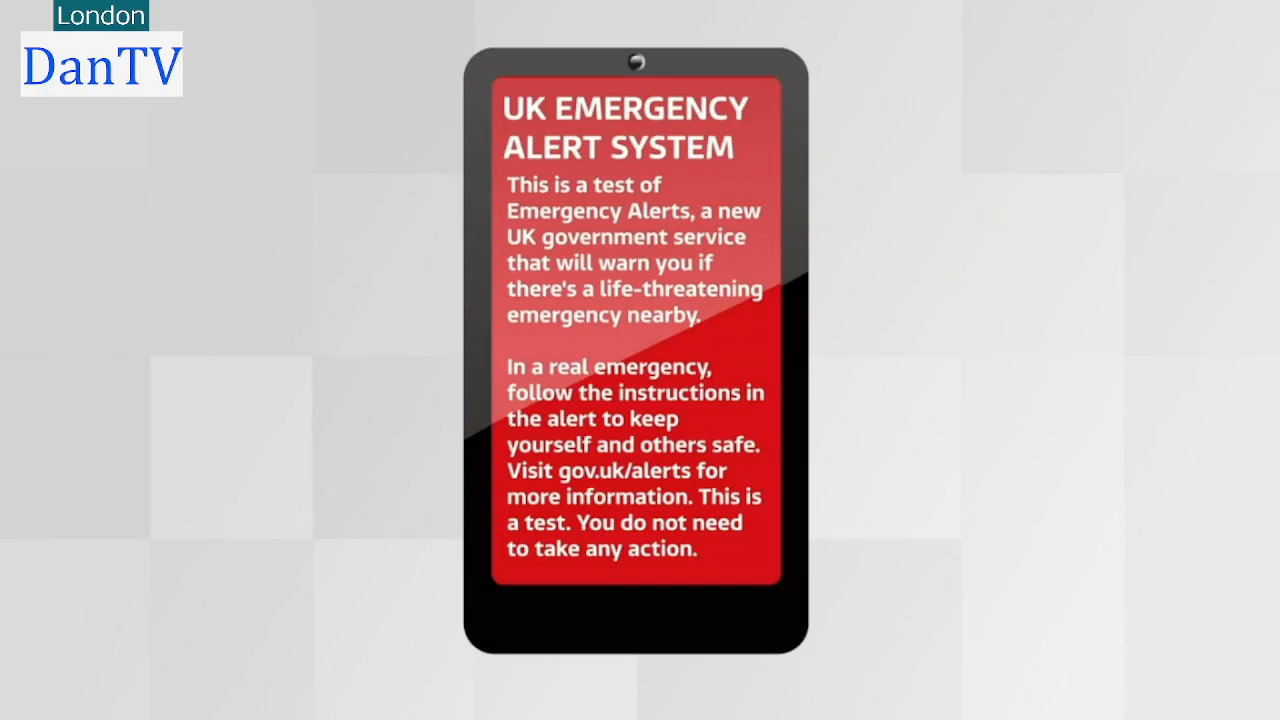 London
DanTV
UK EMERGENCY
ALERT SYSTEM
This is a test of
Emergency Alerts, a new
UK government service
that will warn you if
there's a life-threatening
emergency nearby.
In a real emergency,
follow the instructions in
the alert to keep
yourself and others safe.
Visit gov.uk/alerts for
more information. This is
a test. You do not need
to take any action.